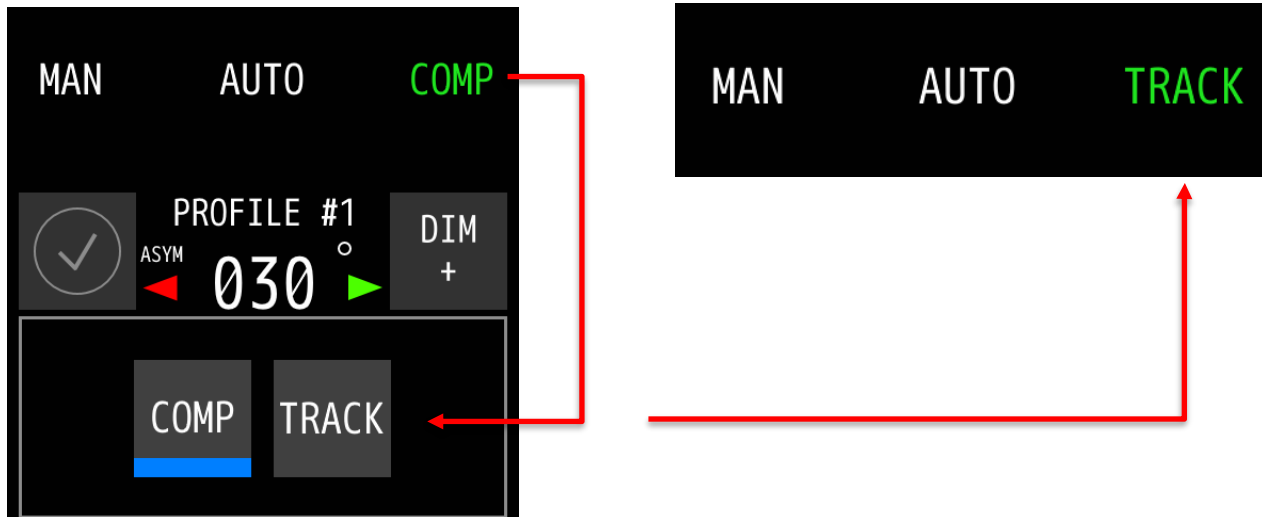 MAN AUTO COMP
PROFILE #1
ASYM 030°
DIM
+
COMP TRACK
MAN AUTO TRACK